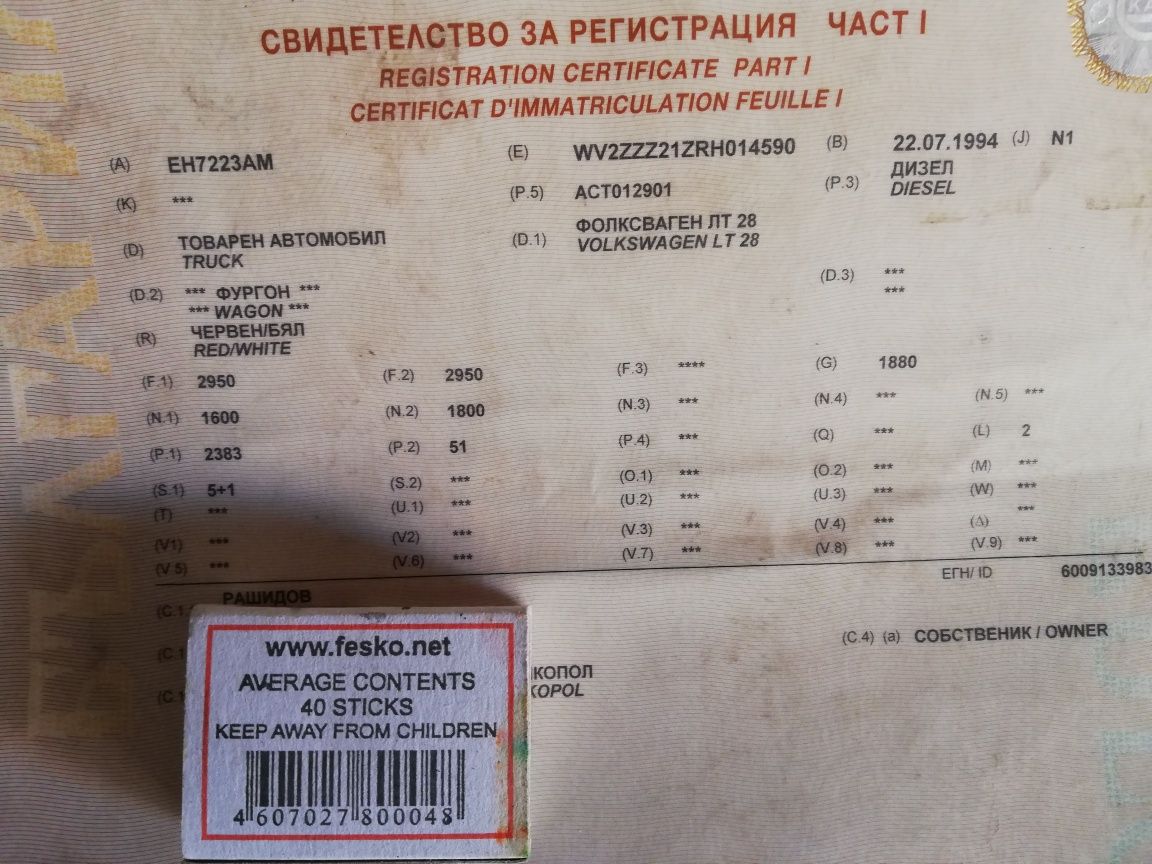 СВИДЕТЕЛСТВО ЗА РЕГИСТРАЦИЯ ЧАСТ I
REGISTRATION CERTIFICATE PART I
CERTIFICAT D'IMMATRICULATION FEUILLE I
(A) ЕН7223АМ (E) WV2ZZZ21ZRH014590 (B) 22.07.1994 (J) N1
(K) *** (P.5) ACT012901 (P.3) ДИЗЕЛ
DIESEL
(D) ТОВАРЕН АВТОМОБИЛ (D.1) ФОЛКСВАГЕН ЛТ 28
TRUCK VOLKSWAGEN LT 28
(D.2) *** ФУРГОН *** (D.3) ***
*** WAGON *** ***
(R) ЧЕРВЕН/БЯЛ
RED/WHITE
(F.1) 2950 (F.2) 2950 (F.3) **** (G) 1880
(N.1) 1600 (N.2) 1800 (N.3) *** (N.4) *** (N.5) ***
(P.1) 2383 (P.2) 51 (P.4) *** (Q) *** (L) 2
(S.1) 5+1 (S.2) *** (O.1) *** (O.2) *** (M) ***
(T) *** (U.1) *** (U.2) *** (U.3) *** (W) ***
(V1) *** (V2) *** (V.3) *** (V.4) *** (Δ) ***
(V 5) *** (V.6) *** (V.7) *** (V.8) *** (V.9) ***
ЕГН/ ID 6009133983
(C.1. РАШИДОВ
(C.4) (a) СОБСТВЕНИК / OWNER
(C.1
КОПОЛ
(C.1 KOPOL
www.fesko.net
AVERAGE CONTENTS
40 STICKS
KEEP AWAY FROM CHILDREN
4 607027 800048